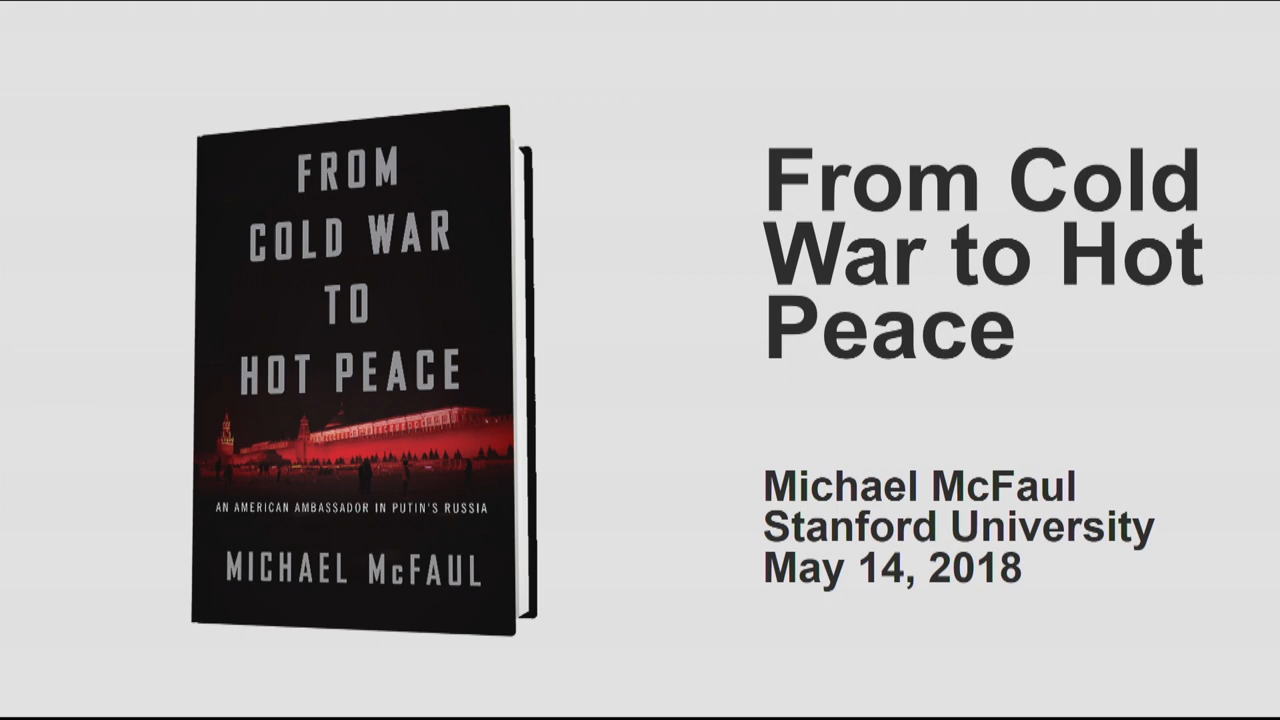 FROM
COLD WAR
TO
HOT PEACE
AN AMERICAN AMBASSADOR IN PUTIN'S RUSSIA
MICHAEL McFAUL
From Cold
War to Hot
Peace
Michael McFaul
Stanford University
May 14, 2018